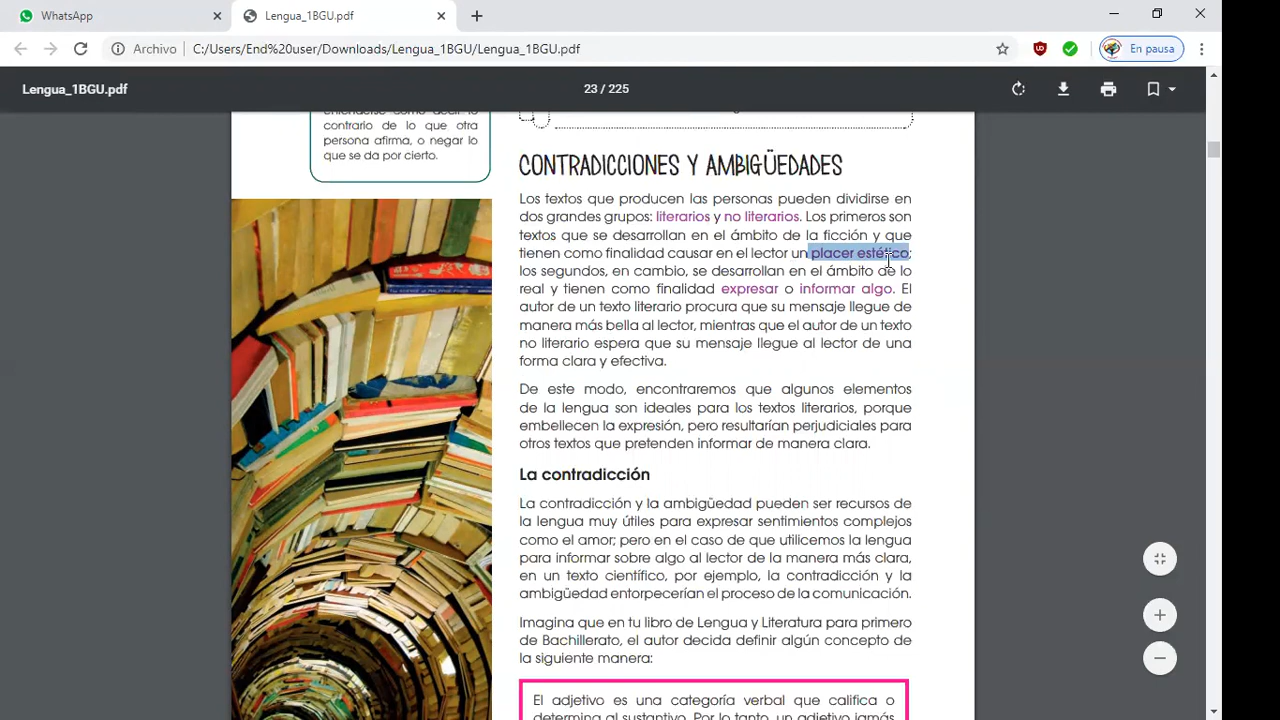 WhatsApp
Lengua_1BGU.pdf
Archivo
C:/Users/End%20user/Downloads/Lengua_1BGU/Lengua_1BGU.pdf
En pausa
Lengua_1BGU.pdf
23 / 225
contrario de lo que otra
persona afirma, o negar lo
que se da por cierto.
CONTRADICCIONES Y AMBIGÜEDADES
Los textos que producen las personas pueden dividirse en
dos grandes grupos: literarios y no literarios. Los primeros son
textos que se desarrollan en el ámbito de la ficción y que
tienen como finalidad causar en el lector un placer estético;
los segundos, en cambio, se desarrollan en el ámbito de lo
real y tienen como finalidad expresar o informar algo. El
autor de un texto literario procura que su mensaje llegue de
manera más bella al lector, mientras que el autor de un texto
no literario espera que su mensaje llegue al lector de una
forma clara y efectiva.
De este modo, encontraremos que algunos elementos
de la lengua son ideales para los textos literarios, porque
embellecen la expresión, pero resultarían perjudiciales para
otros textos que pretenden informar de manera clara.
La contradicción
La contradicción y la ambigüedad pueden ser recursos de
la lengua muy útiles para expresar sentimientos complejos
como el amor; pero en el caso de que utilicemos la lengua
para informar sobre algo al lector de la manera más clara,
en un texto científico, por ejemplo, la contradicción y la
ambigüedad entorpecerían el proceso de la comunicación.
Imagina que en tu libro de Lengua y Literatura para primero
de Bachillerato, el autor decida definir algún concepto de
la siguiente manera:
El adjetivo es una categoría verbal que califica o
determina al sustantivo. Por lo tanto, un adjetivo jamás